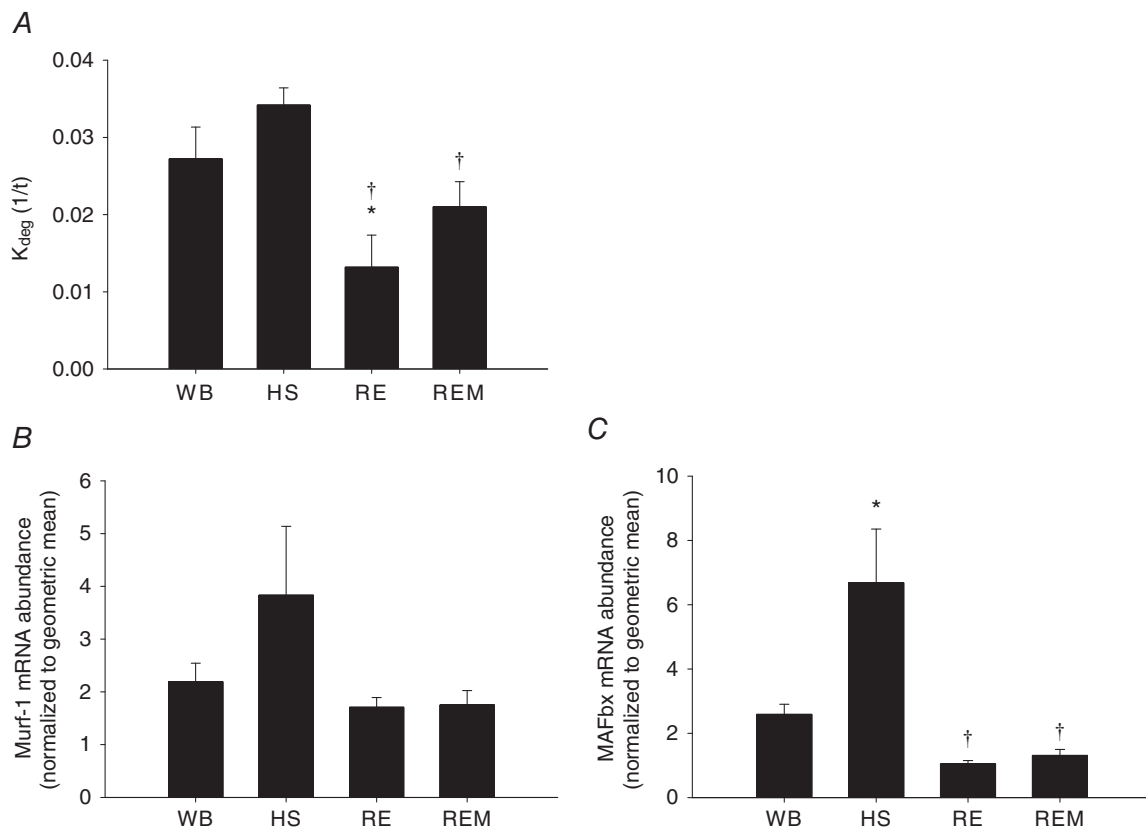 A
0.04
0.03
0.02
0.01
0.00
K_deg (1/t)
†
*
†
WB HS RE REM
B
6
5
4
3
2
1
0
Murf-1 mRNA abundance
(normalized to geometric mean)
WB HS RE REM
C
10
8
6
4
2
0
MAFbx mRNA abundance
(normalized to geometric mean)
*
†
†
WB HS RE REM